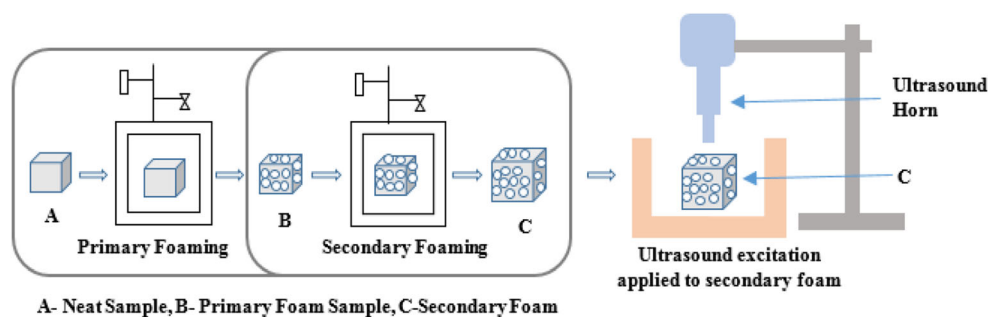 Ultrasound
Horn
A
B
C
C
Primary Foaming
Secondary Foaming
Ultrasound excitation
applied to secondary foam
A- Neat Sample, B- Primary Foam Sample, C-Secondary Foam